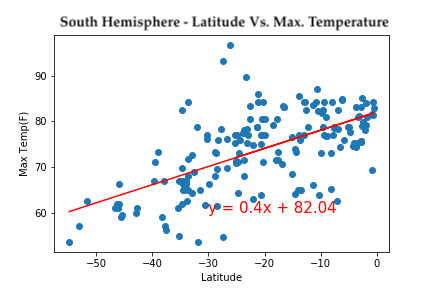 South Hemisphere - Latitude Vs. Max. Temperature
Max Temp(F)
90
80
70
60
y = 0.4x + 82.04
−50 −40 −30 −20 −10 0
Latitude